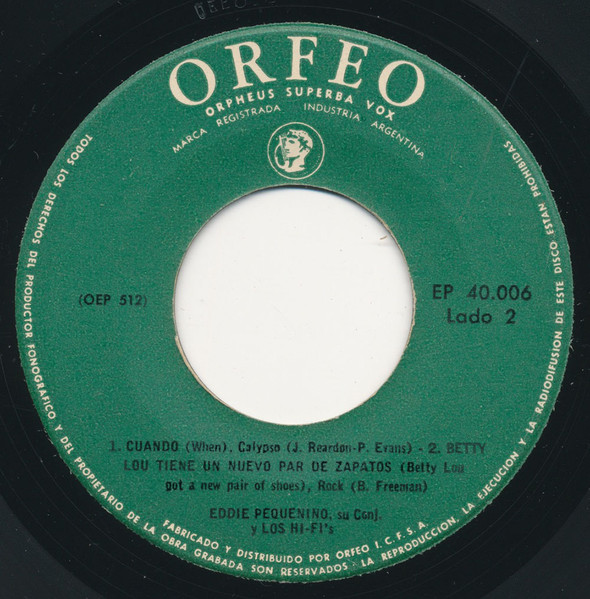 ORFEO
ORPHEUS SUPERBA VOX
MARCA REGISTRADA INDUSTRIA ARGENTINA
(OEP 512)
EP 40.006
Lado 2
1. CUANDO (When), Calypso (J. Reardon-P. Evans) - 2. BETTY
LOU TIENE UN NUEVO PAR DE ZAPATOS (Betty Lou
got a new pair of shoes), Rock (B. Freeman)
EDDIE PEQUENINO, su Conj.
y LOS HI-FI's
TODOS LOS DERECHOS DEL PRODUCTOR FONOGRAFICO Y DEL PROPIETARIO DE LA OBRA GRABADA SON RESERVADOS - LA REPRODUCCION, LA EJECUCION Y LA RADIODIFUSION DE ESTE DISCO ESTAN PROHIBIDAS
FABRICADO Y DISTRIBUIDO POR ORFEO I. C. F. S. A.